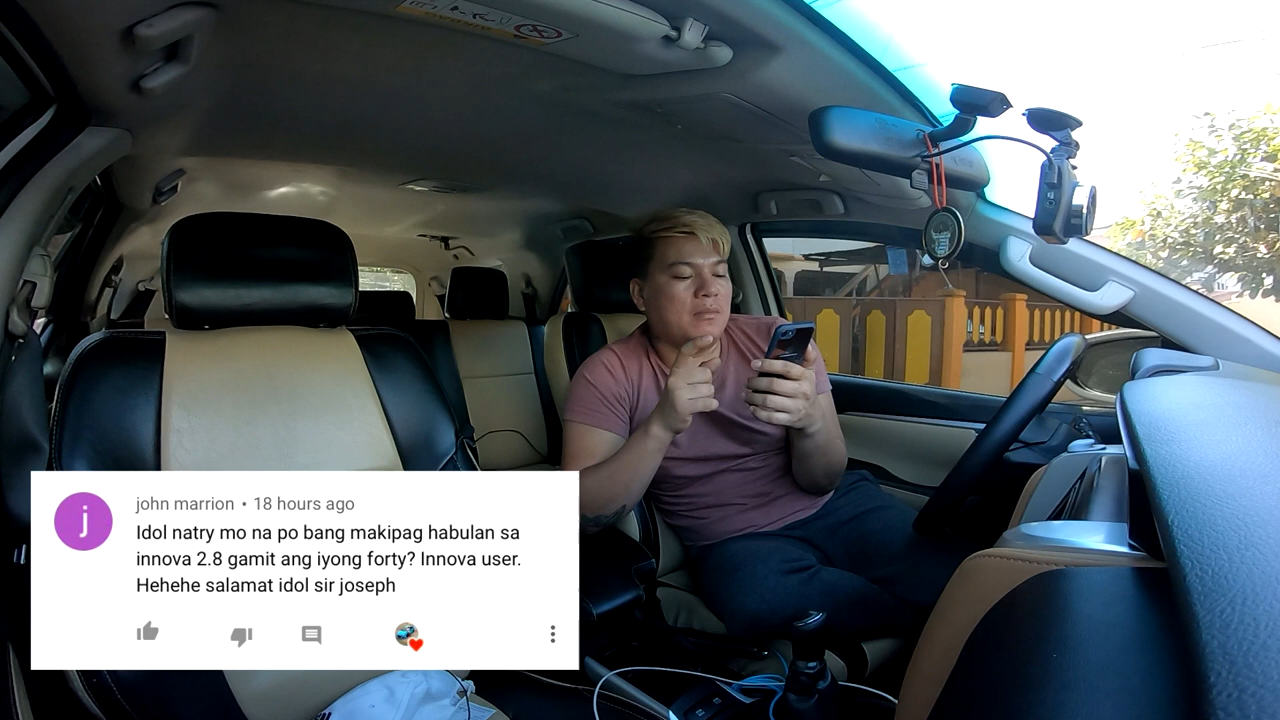 john marrion • 18 hours ago
Idol natry mo na po bang makipag habulan sa
innova 2.8 gamit ang iyong forty? Innova user.
Hehehe salamat idol sir joseph
j